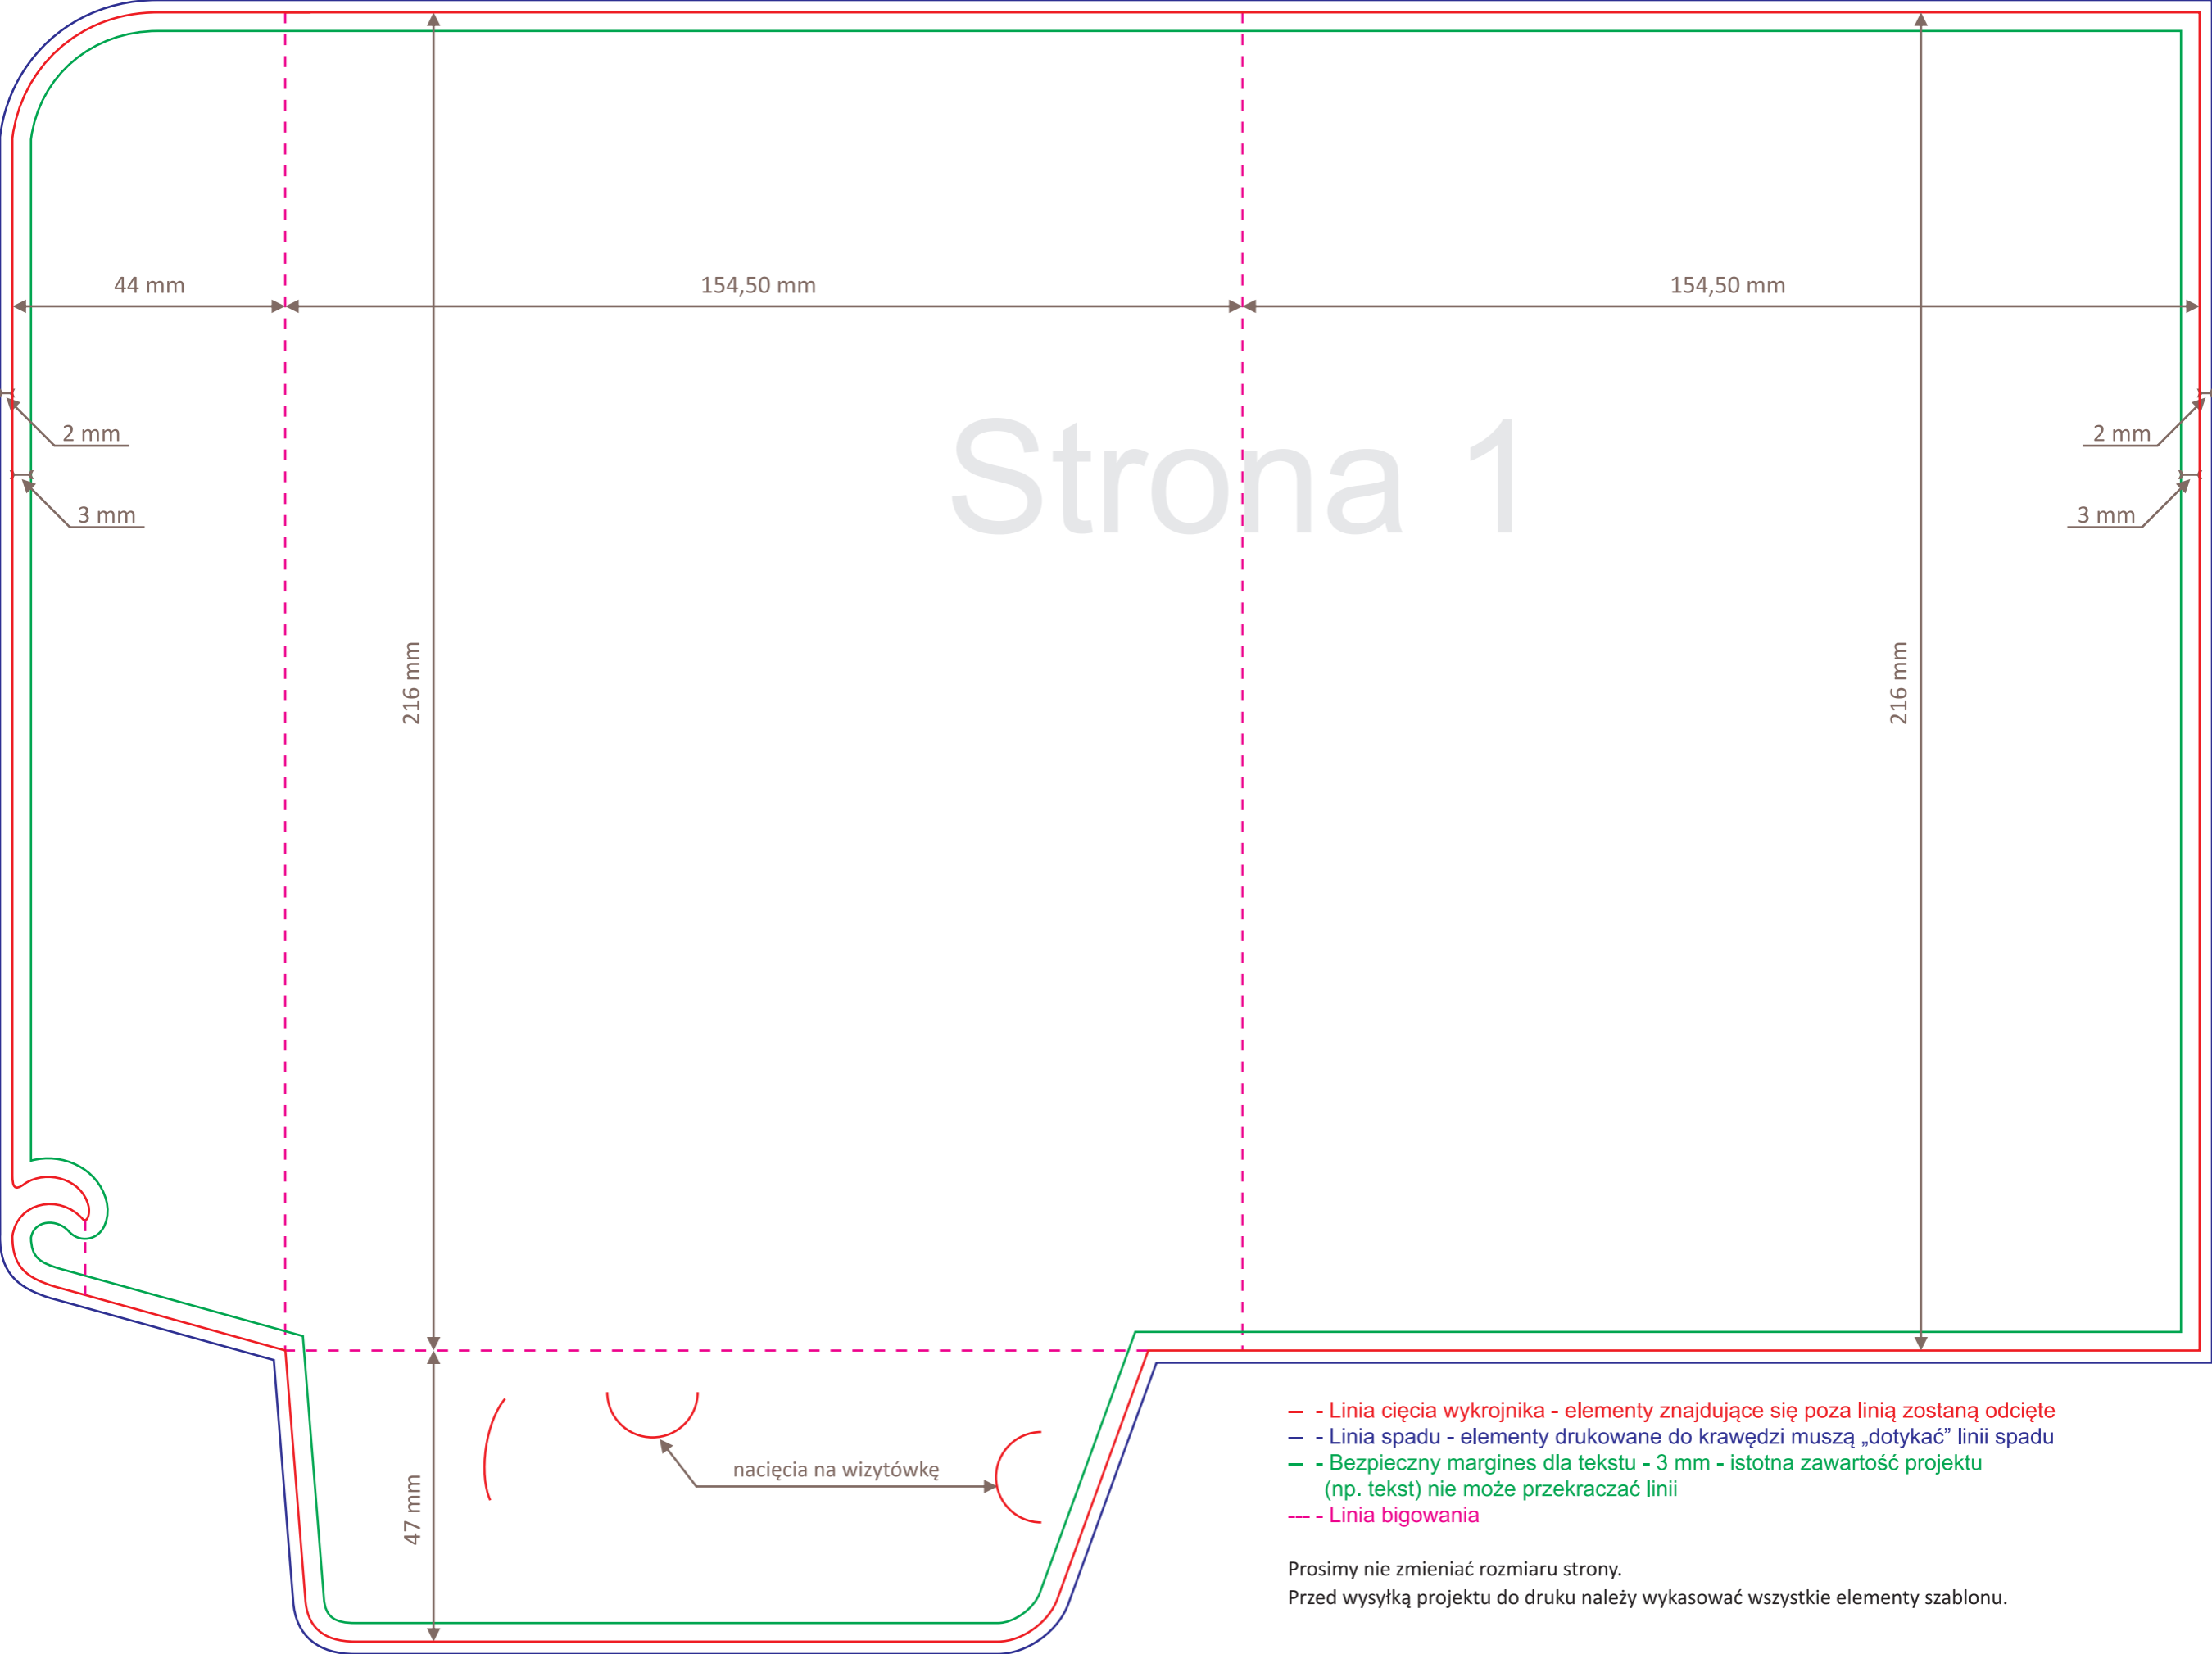 44 mm
154,50 mm
154,50 mm
2 mm
2 mm
Strona 1
3 mm
3 mm
216 mm
216 mm
nacięcia na wizytówkę
47 mm
- Linia cięcia wykrojnika - elementy znajdujące się poza linią zostaną odcięte
- Linia spadu - elementy drukowane do krawędzi muszą „dotykać” linii spadu
- Bezpieczny margines dla tekstu - 3 mm - istotna zawartość projektu
(np. tekst) nie może przekraczać linii
- Linia bigowania
Prosimy nie zmieniać rozmiaru strony.
Przed wysyłką projektu do druku należy wykasować wszystkie elementy szablonu.